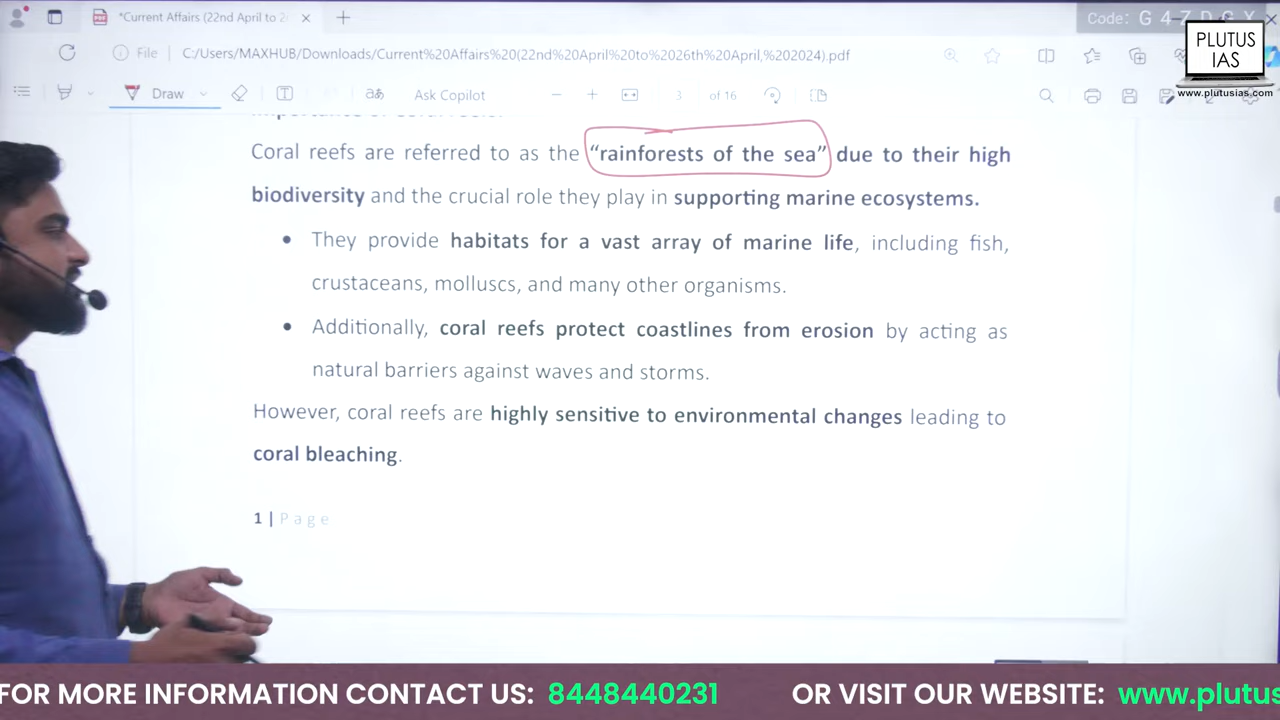 *Current Affairs (22nd April to 2
Code: G 4 Z D G X
PLUTUS
IAS
www.plutusias.com
File
C:/Users/MAXHUB/Downloads/Current%20Affairs%20(22nd%20April%20to%2026th%20April,%202024).pdf
Draw
Ask Copilot
3 of 16
Coral reefs are referred to as the “rainforests of the sea” due to their high
biodiversity and the crucial role they play in supporting marine ecosystems.
• They provide habitats for a vast array of marine life, including fish,
crustaceans, molluscs, and many other organisms.
• Additionally, coral reefs protect coastlines from erosion by acting as
natural barriers against waves and storms.
However, coral reefs are highly sensitive to environmental changes leading to
coral bleaching.
1 | Page
FOR MORE INFORMATION CONTACT US: 8448440231 OR VISIT OUR WEBSITE: www.plutus